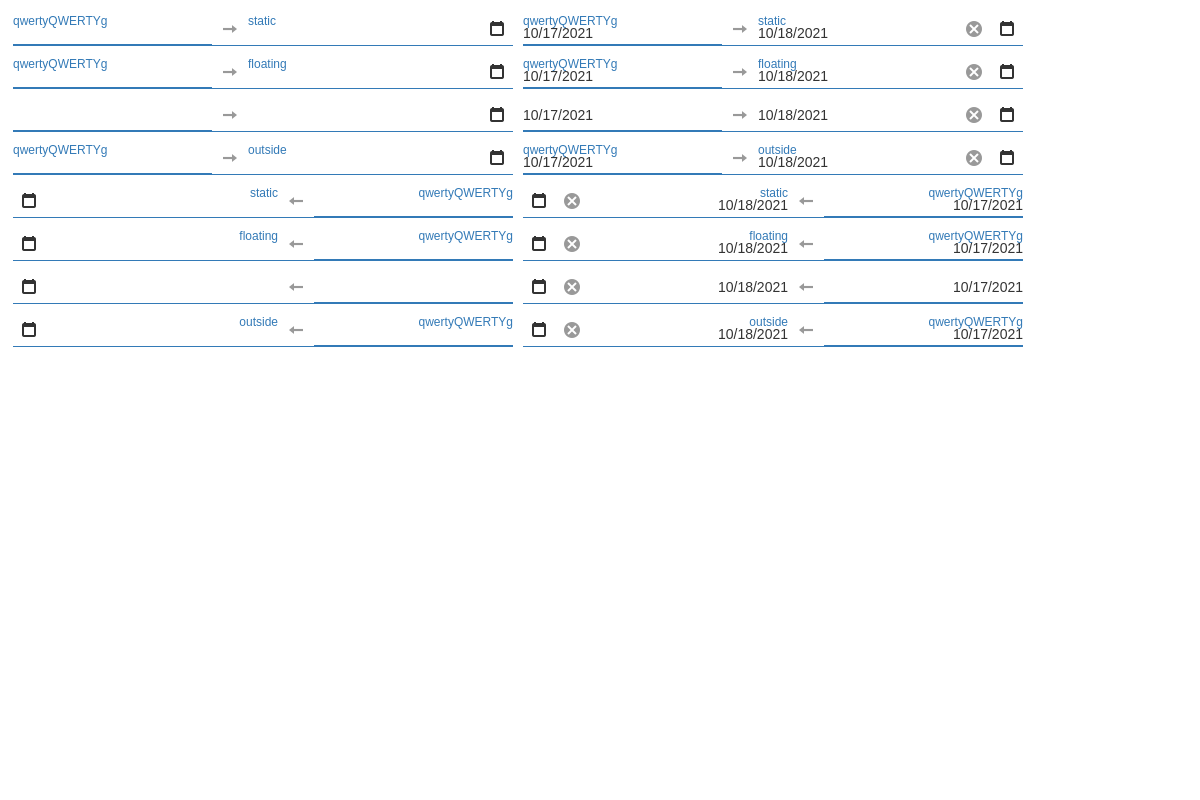 qwertyQWERTYg static qwertyQWERTYg static
10/17/2021 10/18/2021
qwertyQWERTYg floating qwertyQWERTYg floating
10/17/2021 10/18/2021
10/17/2021 10/18/2021
qwertyQWERTYg outside qwertyQWERTYg outside
10/17/2021 10/18/2021
static qwertyQWERTYg static qwertyQWERTYg
10/18/2021 10/17/2021
floating qwertyQWERTYg floating qwertyQWERTYg
10/18/2021 10/17/2021
10/18/2021 10/17/2021
outside qwertyQWERTYg outside qwertyQWERTYg
10/18/2021 10/17/2021